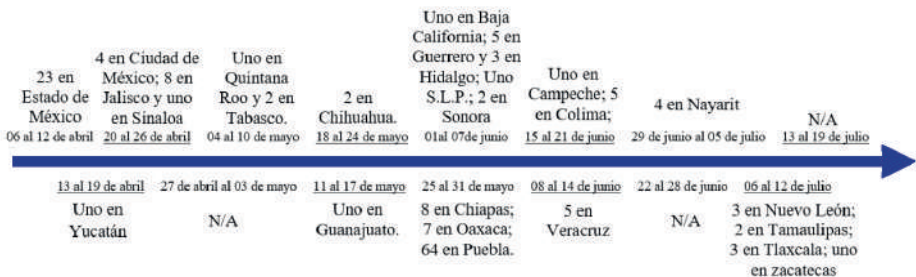 23 en
Estado de
México
06 al 12 de abril
4 en Ciudad de
México; 8 en
Jalisco y uno
en Sinaloa
20 al 26 de abril
Uno en
Quintana
Roo y 2 en
Tabasco.
04 al 10 de mayo
2 en
Chihuahua.
18 al 24 de mayo
Uno en Baja
California; 5 en
Guerrero y 3 en
Hidalgo; Uno
S.L.P.; 2 en
Sonora
01al 07de junio
Uno en
Campeche; 5
en Colima;
15 al 21 de junio
4 en Nayarit
29 de junio al 05 de julio
N/A
13 al 19 de julio
13 al 19 de abril
Uno en
Yucatán
27 de abril al 03 de mayo
N/A
11 al 17 de mayo
Uno en
Guanajuato.
25 al 31 de mayo
8 en Chiapas;
7 en Oaxaca;
64 en Puebla.
08 al 14 de junio
5 en
Veracruz
22 al 28 de junio
N/A
06 al 12 de julio
3 en Nuevo León;
2 en Tamaulipas;
3 en Tlaxcala; uno
en zacatecas